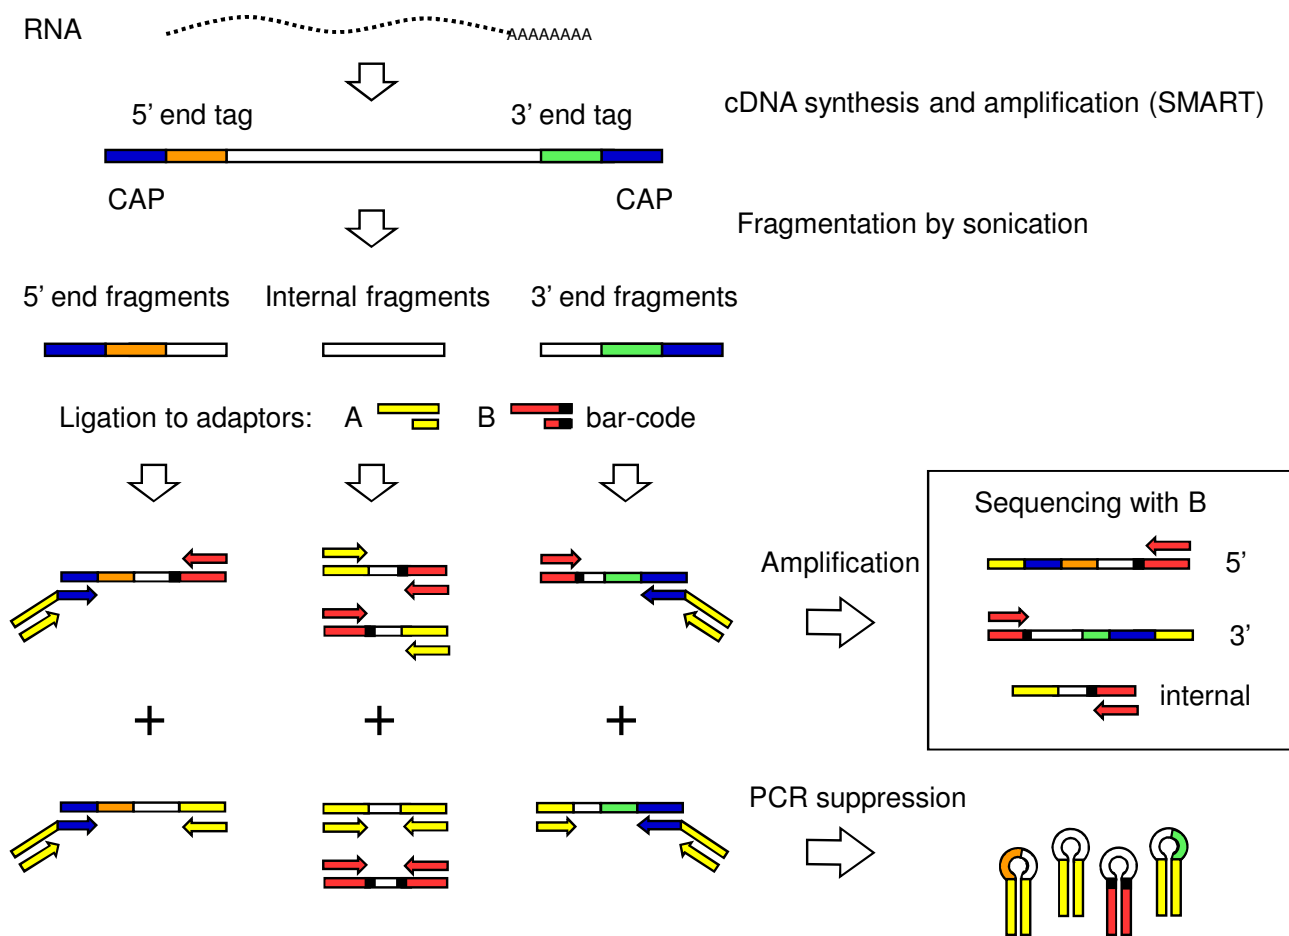 RNA
AAAAAAAA
cDNA synthesis and amplification (SMART)
5’ end tag
3’ end tag
CAP
CAP
Fragmentation by sonication
5’ end fragments
Internal fragments
3’ end fragments
Ligation to adaptors:
A
B
bar-code
Amplification
Sequencing with B
5’
3’
internal
+
+
+
PCR suppression